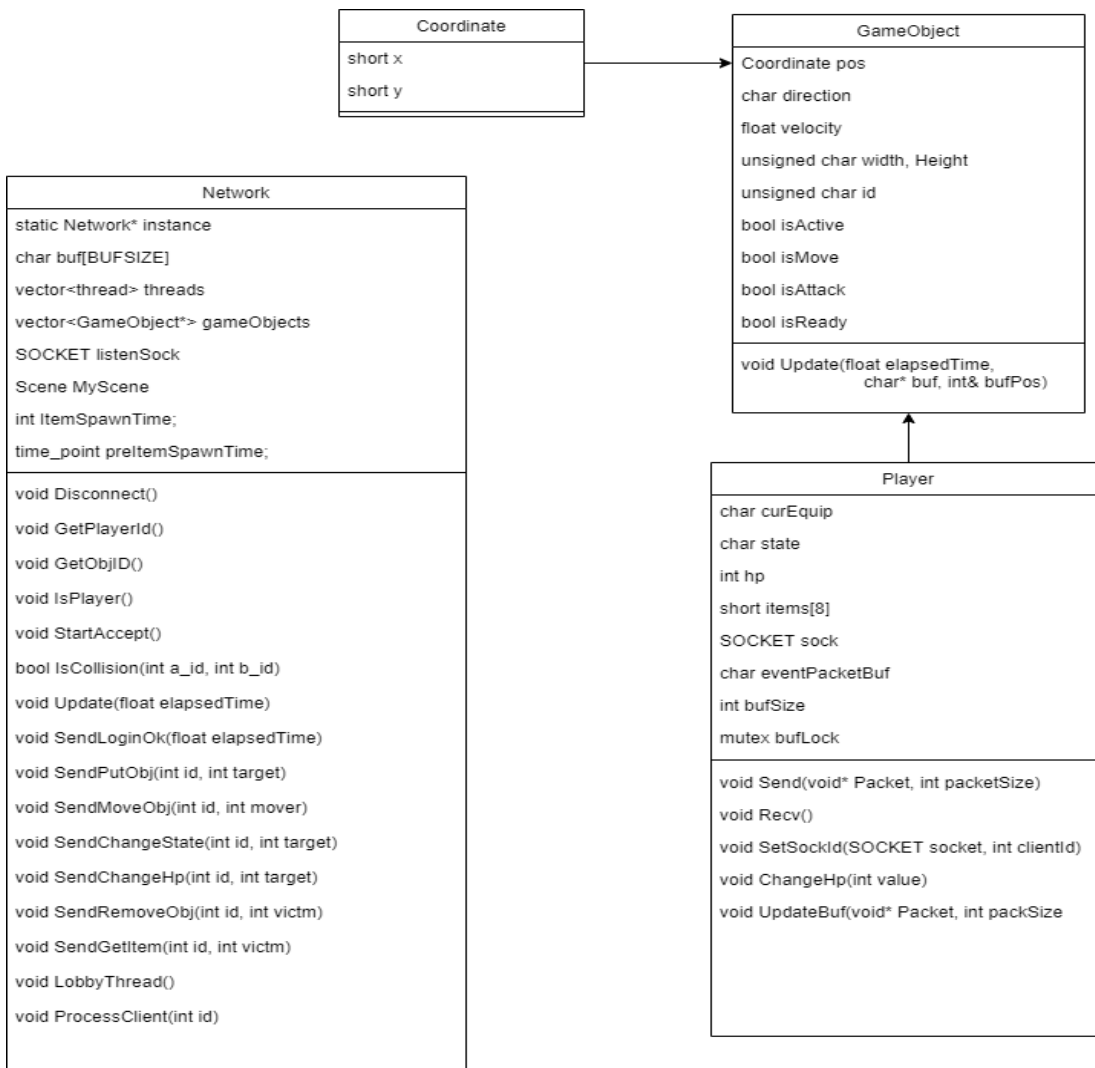 Coordinate
short x
short y
GameObject
Coordinate pos
char direction
float velocity
unsigned char width, Height
unsigned char id
bool isActive
bool isMove
bool isAttack
bool isReady
void Update(float elapsedTime,
char* buf, int& bufPos)
Network
static Network* instance
char buf[BUFSIZE]
vector<thread> threads
vector<GameObject*> gameObjects
SOCKET listenSock
Scene MyScene
int ItemSpawnTime;
time_point preItemSpawnTime;
void Disconnect()
void GetPlayerId()
void GetObjID()
void IsPlayer()
void StartAccept()
bool IsCollision(int a_id, int b_id)
void Update(float elapsedTime)
void SendLoginOk(float elapsedTime)
void SendPutObj(int id, int target)
void SendMoveObj(int id, int mover)
void SendChangeState(int id, int target)
void SendChangeHp(int id, int target)
void SendRemoveObj(int id, int victm)
void SendGetItem(int id, int victm)
void LobbyThread()
void ProcessClient(int id)
Player
char curEquip
char state
int hp
short items[8]
SOCKET sock
char eventPacketBuf
int bufSize
mutex bufLock
void Send(void* Packet, int packetSize)
void Recv()
void SetSockId(SOCKET socket, int clientId)
void ChangeHp(int value)
void UpdateBuf(void* Packet, int packSize